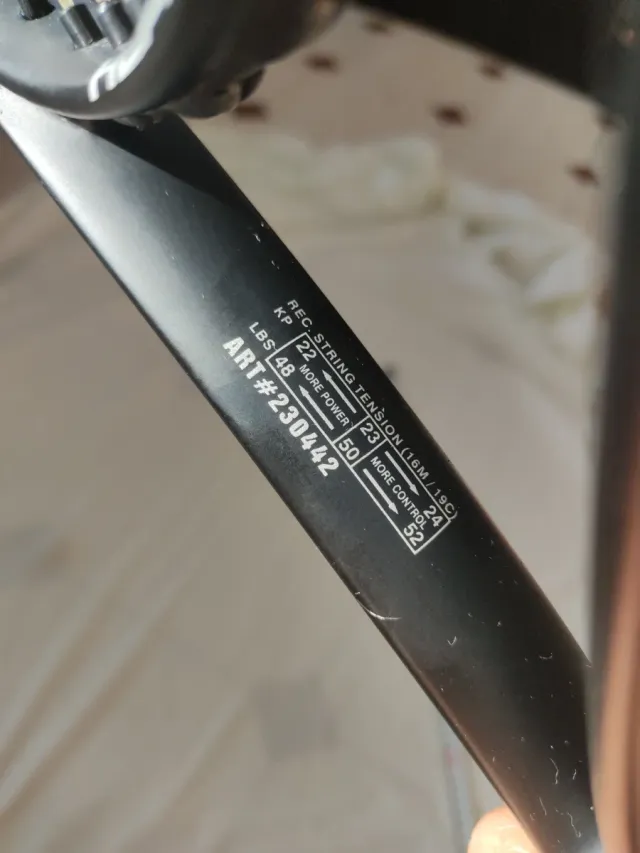 REC. STRING TENSION (16M/19C)
KP 22 23 24
MORE POWER MORE CONTROL
LBS 48 50 52
ART#230442